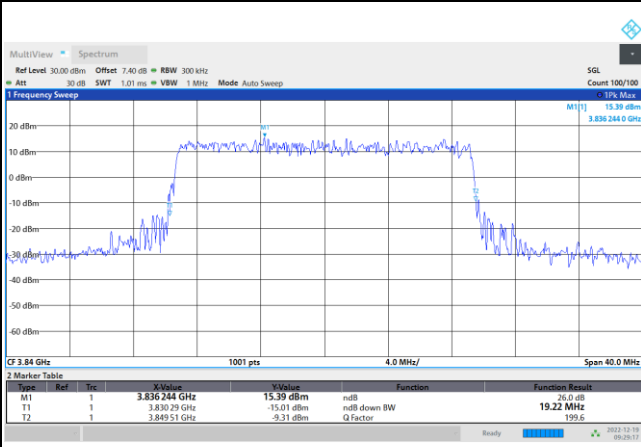 MultiView Spectrum
Ref Level 30.00 dBm Offset 7.40 dB RBW 300 kHz SGL
Att 30 dB SWT 1.01 ms VBW 1 MHz Mode Auto Sweep Count 100/100
1 Frequency Sweep 1Pk Max
M1[1] 15.39 dBm
3.836 244 0 GHz
20 dBm
M1
10 dBm
0 dBm
-10 dBm
-20 dBm
-30 dBm
-40 dBm
-50 dBm
-60 dBm
CF 3.84 GHz 1001 pts 4.0 MHz/ Span 40.0 MHz
2 Marker Table
Type Ref Trc X-Value Y-Value Function Function Result
M1 1 3.836 244 GHz 15.39 dBm ndB 26.0 dB
T1 1 3.830 29 GHz -15.01 dBm ndB down BW 19.22 MHz
T2 1 3.849 51 GHz -9.31 dBm Q Factor 199.6
Ready 2022-12-19
09:29:17